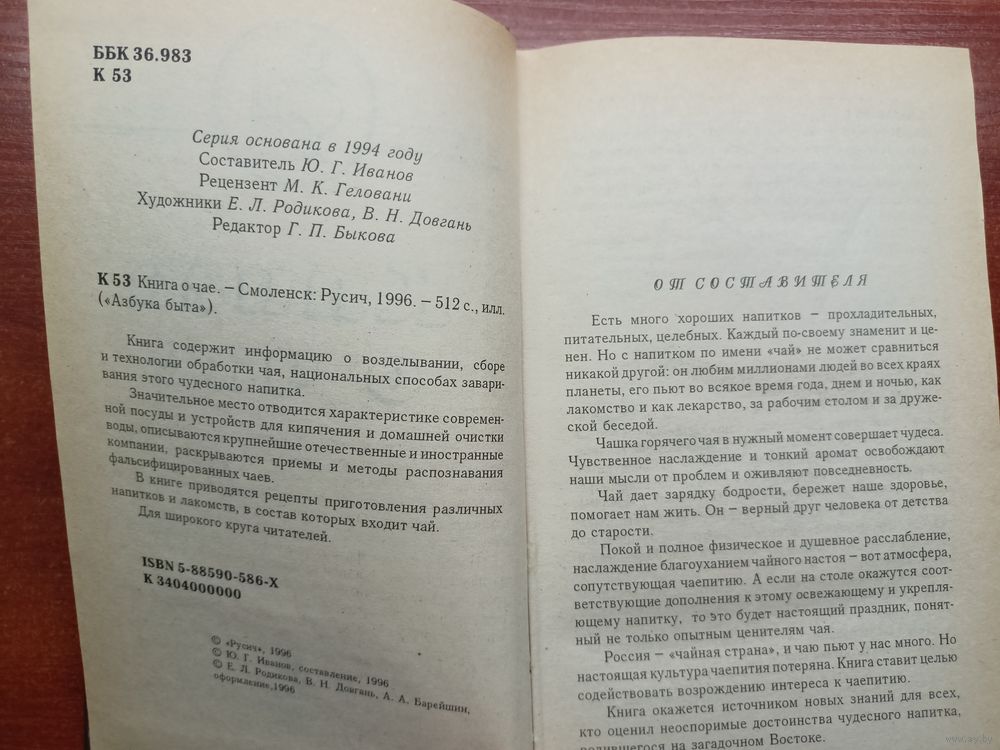 ББК 36.983
К 53
Серия основана в 1994 году
Составитель Ю. Г. Иванов
Рецензент М. К. Геловани
Художники Е. Л. Родикова, В. Н. Довгань
Редактор Г. П. Быкова
К 53 Книга о чае. – Смоленск: Русич, 1996. – 512 с., илл.
(«Азбука быта»).
Книга содержит информацию о возделывании, сборе
и технологии обработки чая, национальных способах завари-
вания этого чудесного напитка.
Значительное место отводится характеристике современ-
ной посуды и устройств для кипячения и домашней очистки
воды, описываются крупнейшие отечественные и иностранные
компании, раскрываются приемы и методы распознавания
фальсифицированных чаев.
В книге приводятся рецепты приготовления различных
напитков и лакомств, в состав которых входит чай.
Для широкого круга читателей.
ISBN 5-88590-586-X
К 3404000000
© «Русич», 1996
© Ю. Г. Иванов, составление, 1996
© Е. Л. Родикова, В. Н. Довгань, А. А. Барейшин,
оформление,1996
ОТ СОСТАВИТЕЛЯ
Есть много хороших напитков – прохладительных,
питательных, целебных. Каждый по-своему знаменит и це-
нен. Но с напитком по имени «чай» не может сравниться
никакой другой: он любим миллионами людей во всех краях
планеты, его пьют во всякое время года, днем и ночью, как
лакомство и как лекарство, за рабочим столом и за друже-
ской беседой.
Чашка горячего чая в нужный момент совершает чудеса.
Чувственное наслаждение и тонкий аромат освобождают
наши мысли от проблем и оживляют повседневность.
Чай дает зарядку бодрости, бережет наше здоровье,
помогает нам жить. Он – верный друг человека от детства
до старости.
Покой и полное физическое и душевное расслабление,
наслаждение благоуханием чайного настоя – вот атмосфера,
сопутствующая чаепитию. А если на столе окажутся соот-
ветствующие дополнения к этому освежающему и укрепля-
ющему напитку, то это будет настоящий праздник, понят-
ный не только опытным ценителям чая.
Россия – «чайная страна», и чаю пьют у нас много. Но
настоящая культура чаепития потеряна. Книга ставит целью
содействовать возрождению интереса к чаепитию.
Книга окажется источником новых знаний для всех,
кто оценил неоспоримые достоинства чудесного напитка,
родившегося на загадочном Востоке.
www.ay.by